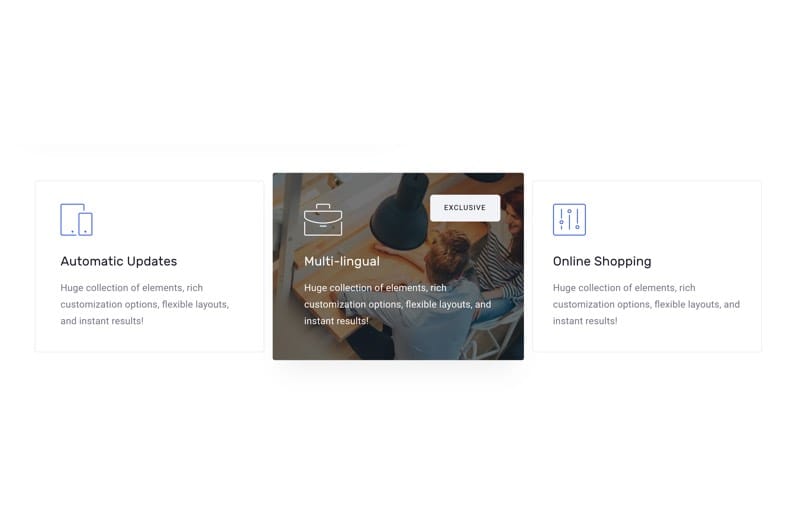 Automatic Updates
Huge collection of elements, rich
customization options, flexible layouts,
and instant results!
EXCLUSIVE
Multi-lingual
Huge collection of elements, rich
customization options, flexible layouts, and
instant results!
Online Shopping
Huge collection of elements, rich
customization options, flexible layouts, and
instant results!